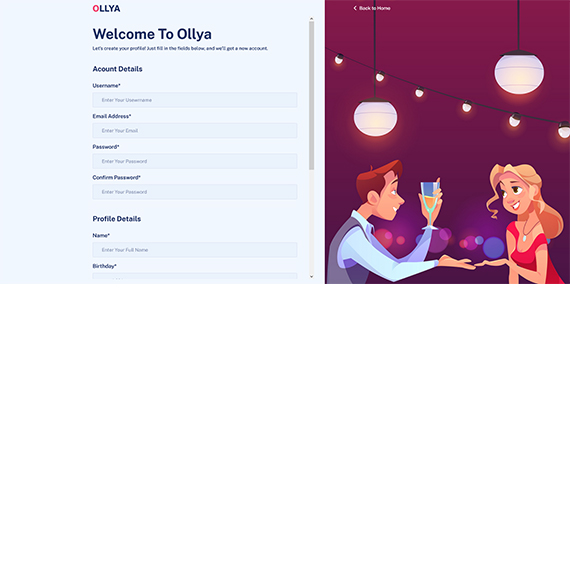 OLLYA
Back to Home
Welcome To Ollya
Let's create your profile! Just fill in the fields below, and we'll get a new account.
Acount Details
Username*
Enter Your Usewrname
Email Address*
Enter Your Email
Password*
Enter Your Password
Confirm Password*
Enter Your Password
Profile Details
Name*
Enter Your Full Name
Birthday*